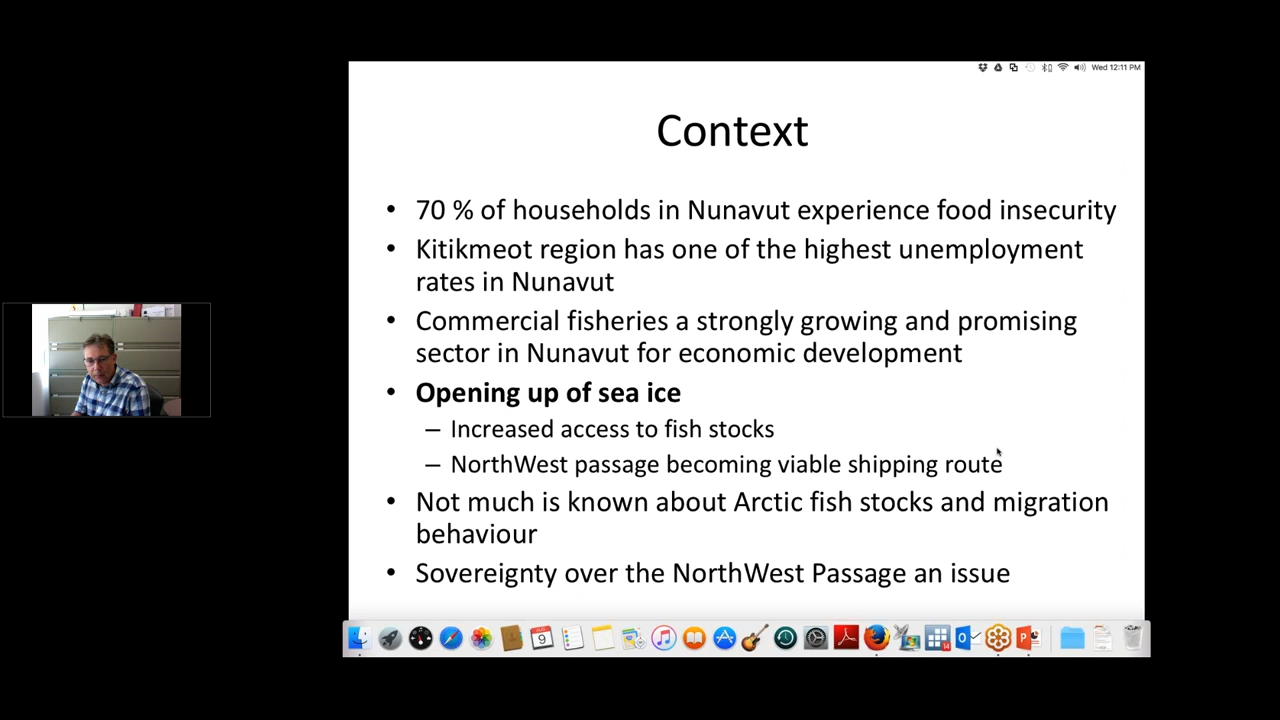 Wed 12:11 PM
Context
• 70 % of households in Nunavut experience food insecurity
• Kitikmeot region has one of the highest unemployment
rates in Nunavut
• Commercial fisheries a strongly growing and promising
sector in Nunavut for economic development
• Opening up of sea ice
– Increased access to fish stocks
– NorthWest passage becoming viable shipping route
• Not much is known about Arctic fish stocks and migration
behaviour
• Sovereignty over the NorthWest Passage an issue
9
14